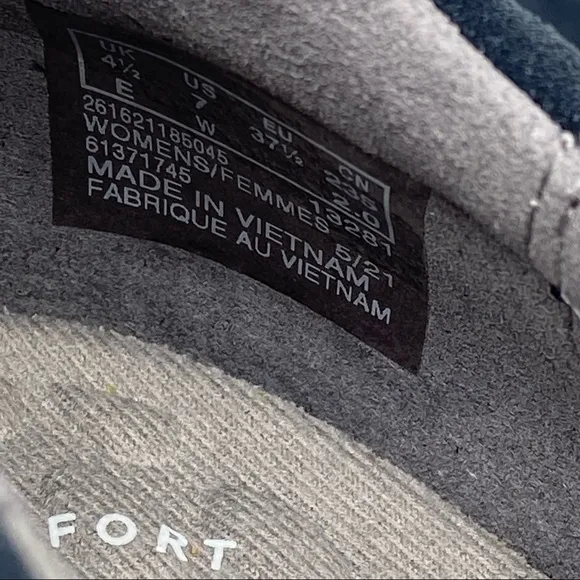 UK US EU CN
4½ 7 37½ 235
E W 2.0
261621185045 13281
WOMENS/FEMMES
61371745 5/21
MADE IN VIETNAM
FABRIQUE AU VIETNAM
FORT